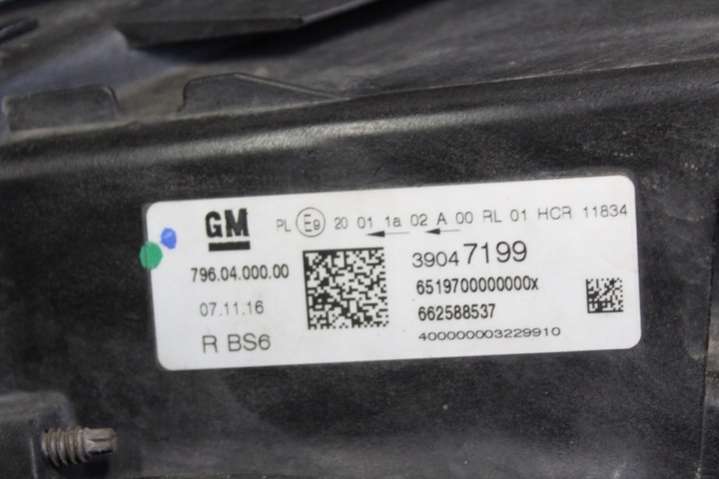 GM
PL E9 20 01 1a 02 A 00 RL 01 HCR 11834
39047199
796.04.000.00
6519700000000x
07.11.16
662588537
R BS6
400000003229910